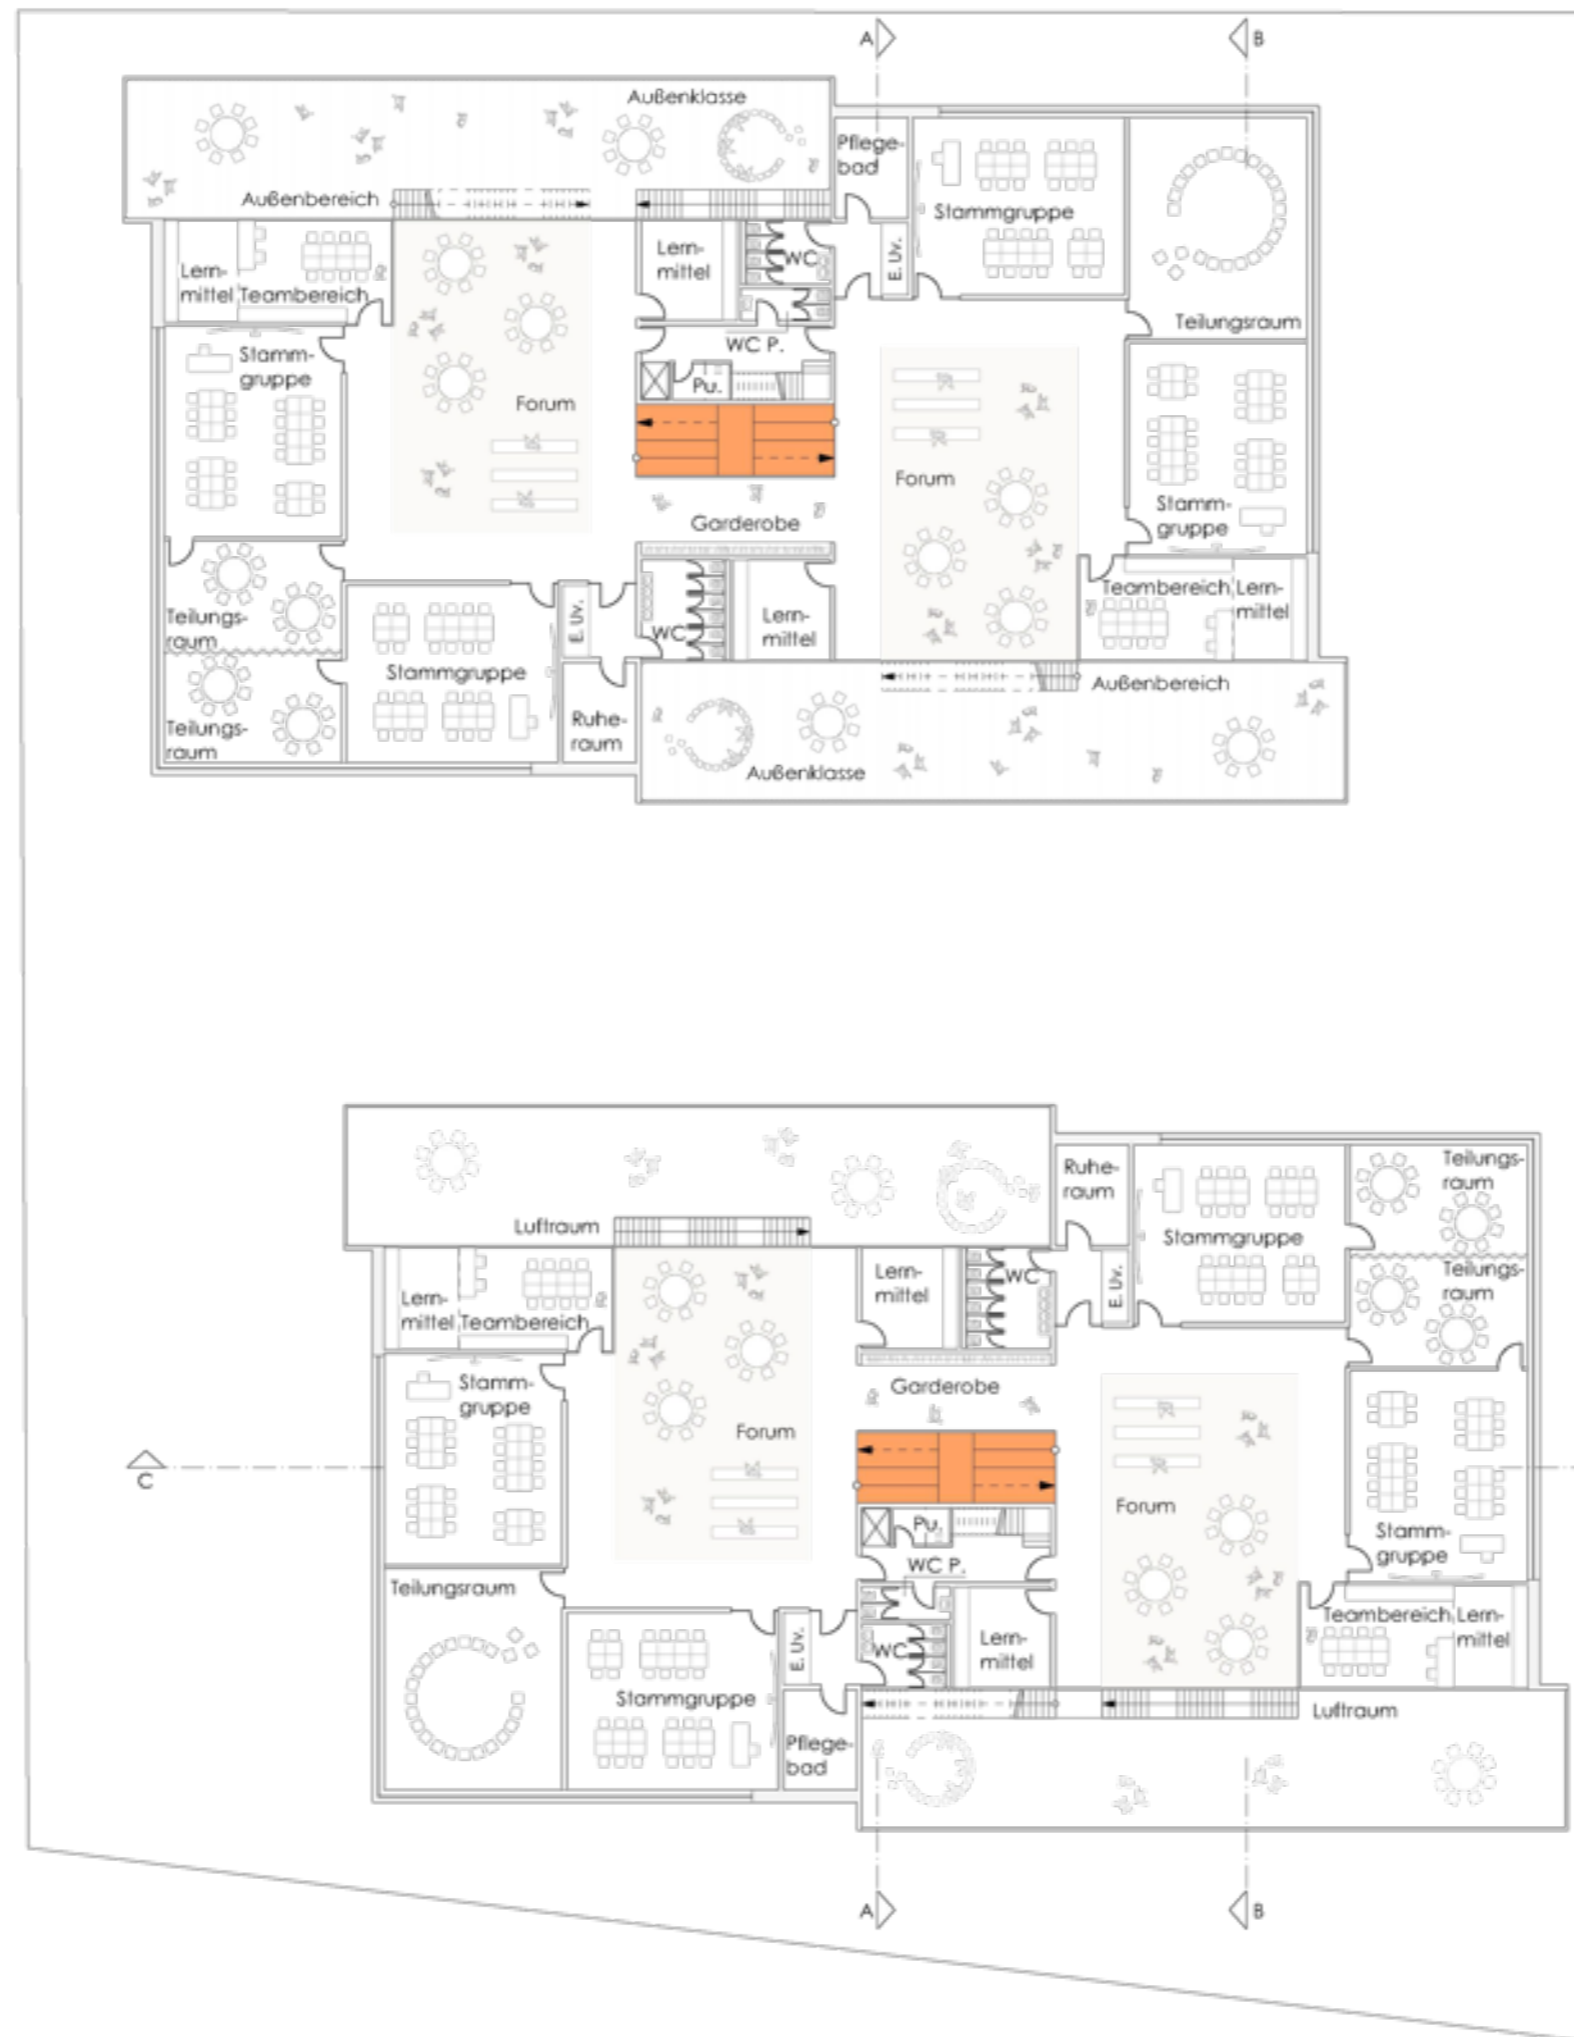 A
B
Außenklasse
Pflege-
bad
Außenbereich
Stammgruppe
Lern-
mittel
Teambereich
Lern-
mittel
WC
E. Uv.
Teilungsraum
Stamm-
gruppe
WC P.
Pu.
Forum
Forum
Garderobe
Stamm-
gruppe
Teilungs-
raum
Teilungs-
raum
Stammgruppe
E. Uv.
WC
Lern-
mittel
Teambereich
Lern-
mittel
Ruhe-
raum
Außenbereich
Außenklasse
Luftraum
Ruhe-
raum
Stammgruppe
Teilungs-
raum
Teilungs-
raum
Lern-
mittel
Teambereich
Lern-
mittel
WC
E. Uv.
Stamm-
gruppe
Garderobe
Forum
C
Forum
Pu.
WC P.
Stamm-
gruppe
Teilungsraum
Stammgruppe
E. Uv.
WC
Lern-
mittel
Teambereich
Lern-
mittel
Pflege-
bad
Luftraum
A
B